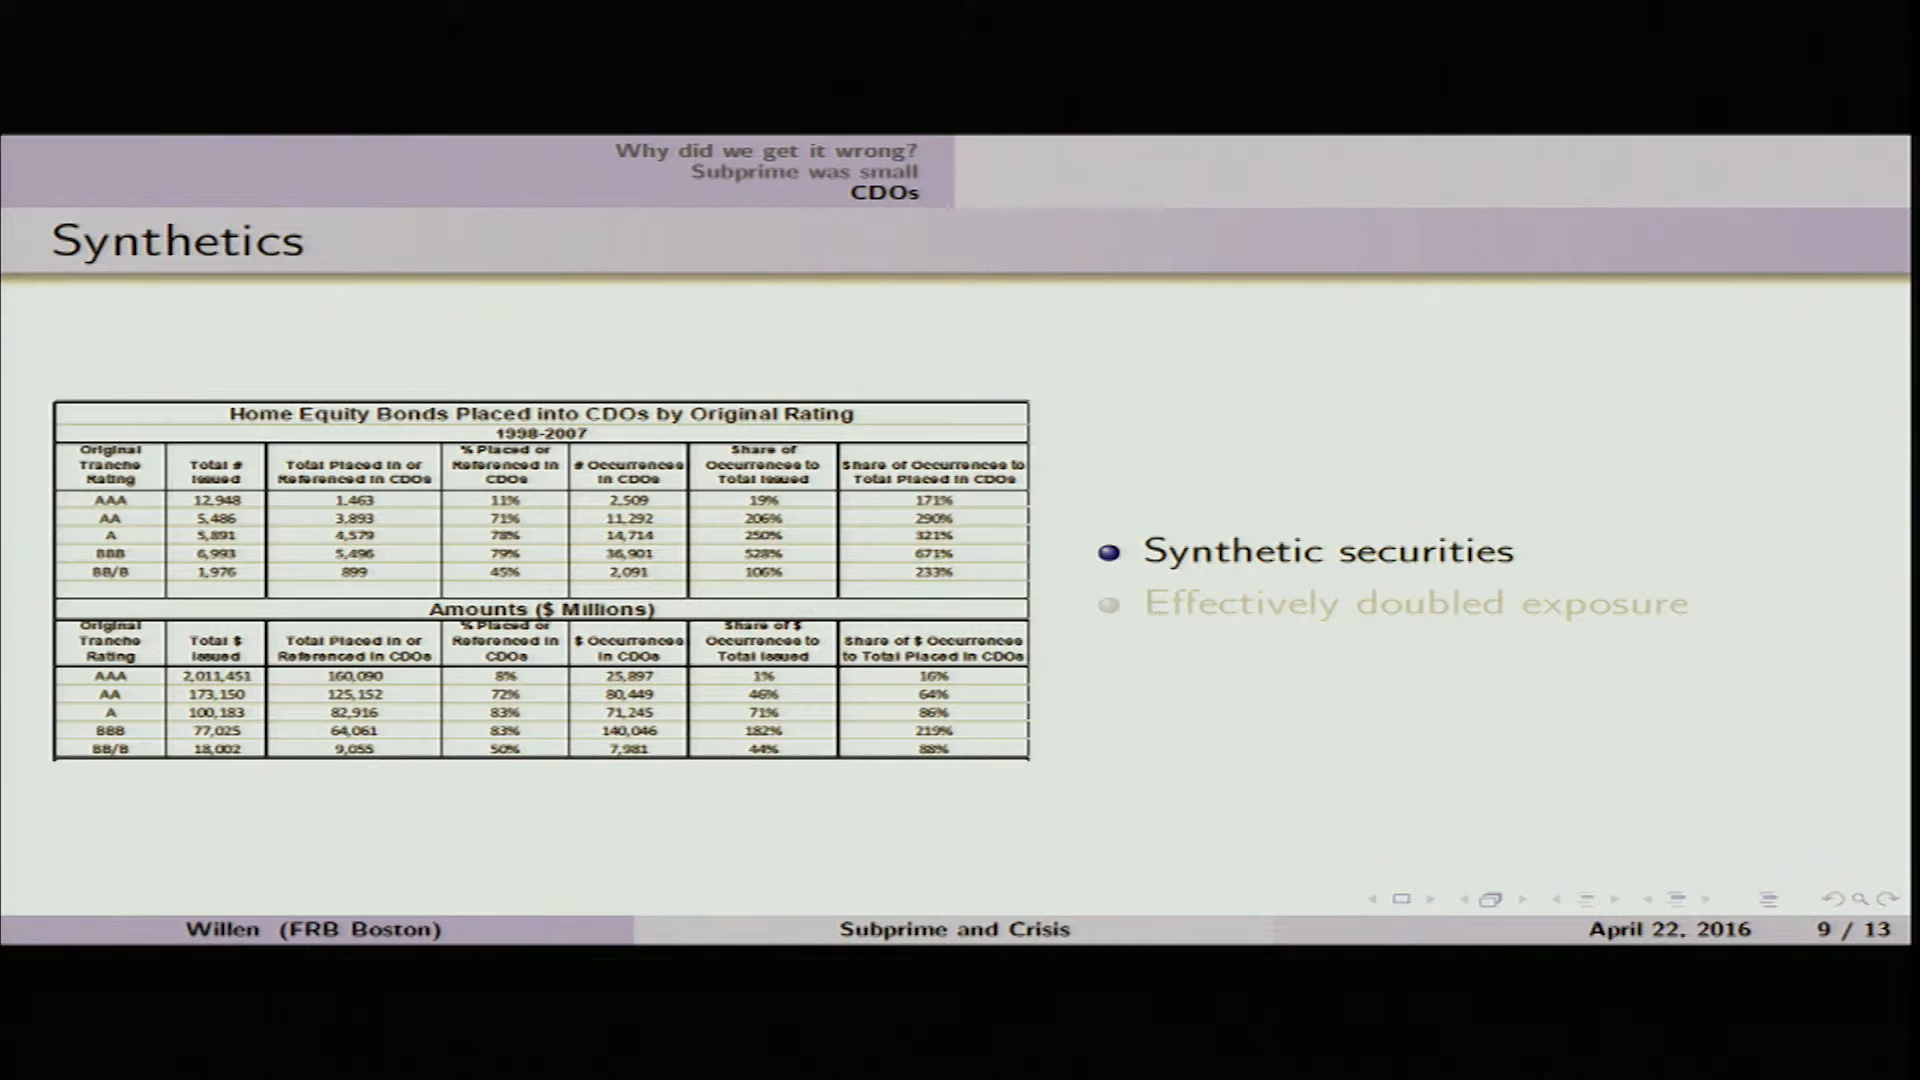 Why did we get it wrong?
Subprime was small
CDOs
Synthetics
Home Equity Bonds Placed into CDOs by Original Rating
1998-2007
Original Tranche Rating | Total # Issued | Total Placed in or Referenced in CDOs | % Placed or Referenced in CDOs | # Occurrences in CDOs | Share of Occurrences to Total Issued | Share of Occurrences to Total Placed in CDOs
AAA 12,948 1,463 11% 2,509 19% 171%
AA 5,486 3,893 71% 11,292 206% 290%
A 5,891 4,579 78% 14,714 250% 321%
BBB 6,993 5,496 79% 36,901 528% 671%
BB/B 1,976 899 45% 2,091 106% 233%
Amounts ($ Millions)
Original Tranche Rating | Total $ Issued | Total Placed in or Referenced in CDOs | % Placed or Referenced in CDOs | $ Occurrences in CDOs | Share of $ Occurrences to Total Issued | Share of $ Occurrences to Total Placed in CDOs
AAA 2,011,451 160,090 8% 25,897 1% 16%
AA 173,150 125,152 72% 80,449 46% 64%
A 100,183 82,916 83% 71,245 71% 86%
BBB 77,025 64,061 83% 140,046 182% 219%
BB/B 18,002 9,055 50% 7,981 44% 88%
Synthetic securities
Effectively doubled exposure
Willen (FRB Boston) Subprime and Crisis April 22, 2016 9 / 13